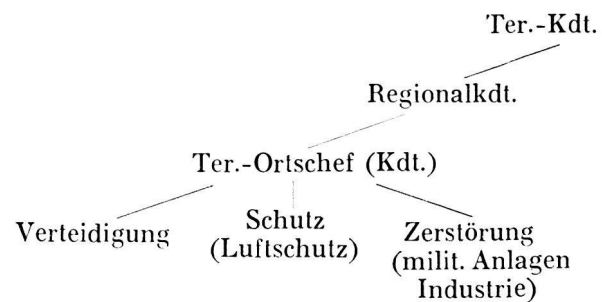 Ter.-Kdt.
Regionalkdt.
Ter.-Ortschef (Kdt.)
Verteidigung
Schutz
(Luftschutz)
Zerstörung
(milit. Anlagen
Industrie)